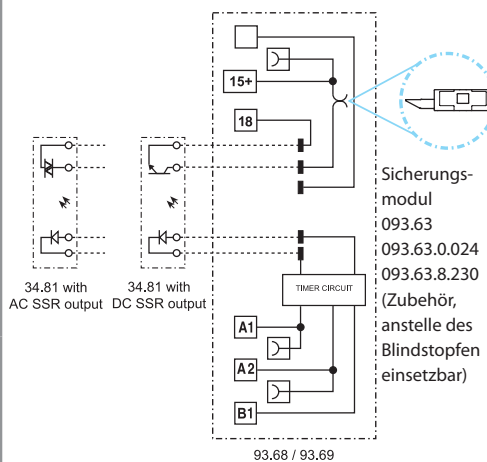 15+
18
Sicherungs-
modul
093.63
093.63.0.024
093.63.8.230
(Zubehör,
anstelle des
Blindstopfen
einsetzbar)
34.81 with
AC SSR output
34.81 with
DC SSR output
TIMER CIRCUIT
A1
A2
B1
93.68 / 93.69